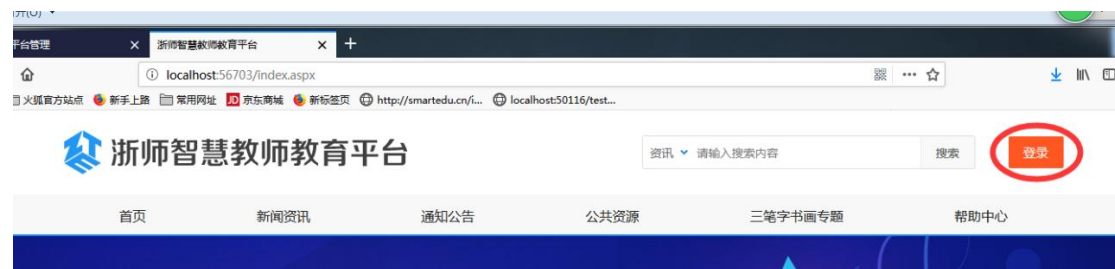 平台管理 浙师智慧教师教育平台
localhost:56703/index.aspx
火狐官方站点 新手上路 常用网址 JD 京东商城 新标签页 http://smartedu.cn/i... localhost:50116/test...
浙师智慧教师教育平台 资讯 请输入搜索内容 搜索 登录
首页 新闻资讯 通知公告 公共资源 三笔字书画专题 帮助中心